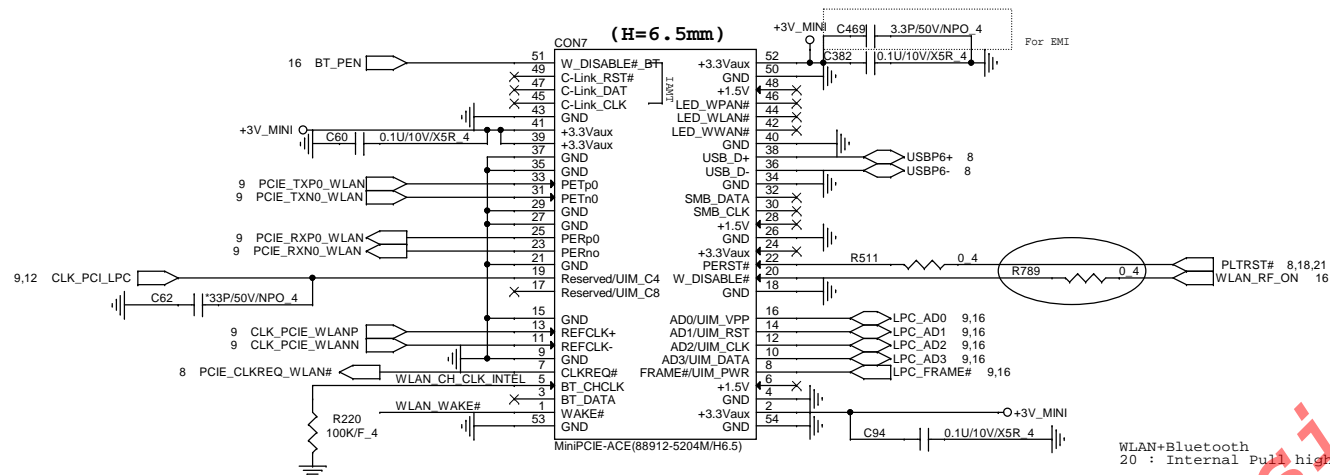 (H=6.5mm)
CON7
+3V_MINI
C469 3.3P/50V/NPO_4
For EMI
C382 0.1U/10V/X5R_4
16 BT_PEN 51 W_DISABLE#_BT +3.3Vaux 52
49 C-Link_RST# GND 50
47 C-Link_DAT +1.5V 48
45 C-Link_CLK LED_WPAN# 46
IAMT
43 GND LED_WLAN# 44
+3V_MINI 41 +3.3Vaux LED_WWAN# 42
C60 0.1U/10V/X5R_4 39 +3.3Vaux GND 40
37 GND USB_D+ 38 USBP6+ 8
35 GND USB_D- 36 USBP6- 8
9 PCIE_TXP0_WLAN 33 PETp0 GND 34
9 PCIE_TXN0_WLAN 31 PETn0 SMB_DATA 32
29 GND SMB_CLK 30
27 GND +1.5V 28
9 PCIE_RXP0_WLAN 25 PERp0 GND 26
9 PCIE_RXN0_WLAN 23 PERno +3.3Vaux 24
21 GND PERST# 22 R511 0_4 PLTRST# 8,18,21
9,12 CLK_PCI_LPC 19 Reserved/UIM_C4 W_DISABLE# 20 R789 0_4 WLAN_RF_ON 16
C62 *33P/50V/NPO_4 17 Reserved/UIM_C8 GND 18
15 GND AD0/UIM_VPP 16 LPC_AD0 9,16
9 CLK_PCIE_WLANP 13 REFCLK+ AD1/UIM_RST 14 LPC_AD1 9,16
9 CLK_PCIE_WLANN 11 REFCLK- AD2/UIM_CLK 12 LPC_AD2 9,16
9 GND AD3/UIM_DATA 10 LPC_AD3 9,16
8 PCIE_CLKREQ_WLAN# 7 CLKREQ# FRAME#/UIM_PWR 8 LPC_FRAME# 9,16
WLAN_CH_CLK_INTEL 5 BT_CHCLK +1.5V 6
3 BT_DATA GND 4
WLAN_WAKE# 1 WAKE# +3.3Vaux 2 +3V_MINI
R220
100K/F_4
53 GND GND 54
C94 0.1U/10V/X5R_4
MiniPCIE-ACE(88912-5204M/H6.5)
WLAN+Bluetooth
20 : Internal Pull high